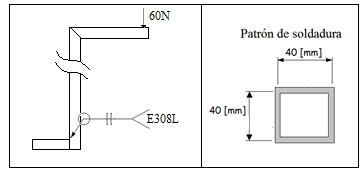 60N
E308L
Patrón de soldadura
40 [mm]
40 [mm]